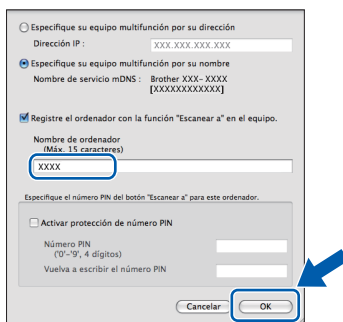 Especifique su equipo multifunción por su dirección
Dirección IP : XXX.XXX.XXX.XXX
Especifique su equipo multifunción por su nombre
Nombre de servicio mDNS : Brother XXX- XXXX
[XXXXXXXXXXXX]
Registre el ordenador con la función "Escanear a" en el equipo.
Nombre de ordenador
(Máx. 15 caracteres)
XXXX
Especifique el número PIN del botón "Escanear a" para este ordenador.
Activar protección de número PIN
Número PIN
('0'-'9', 4 dígitos)
Vuelva a escribir el número PIN
Cancelar OK